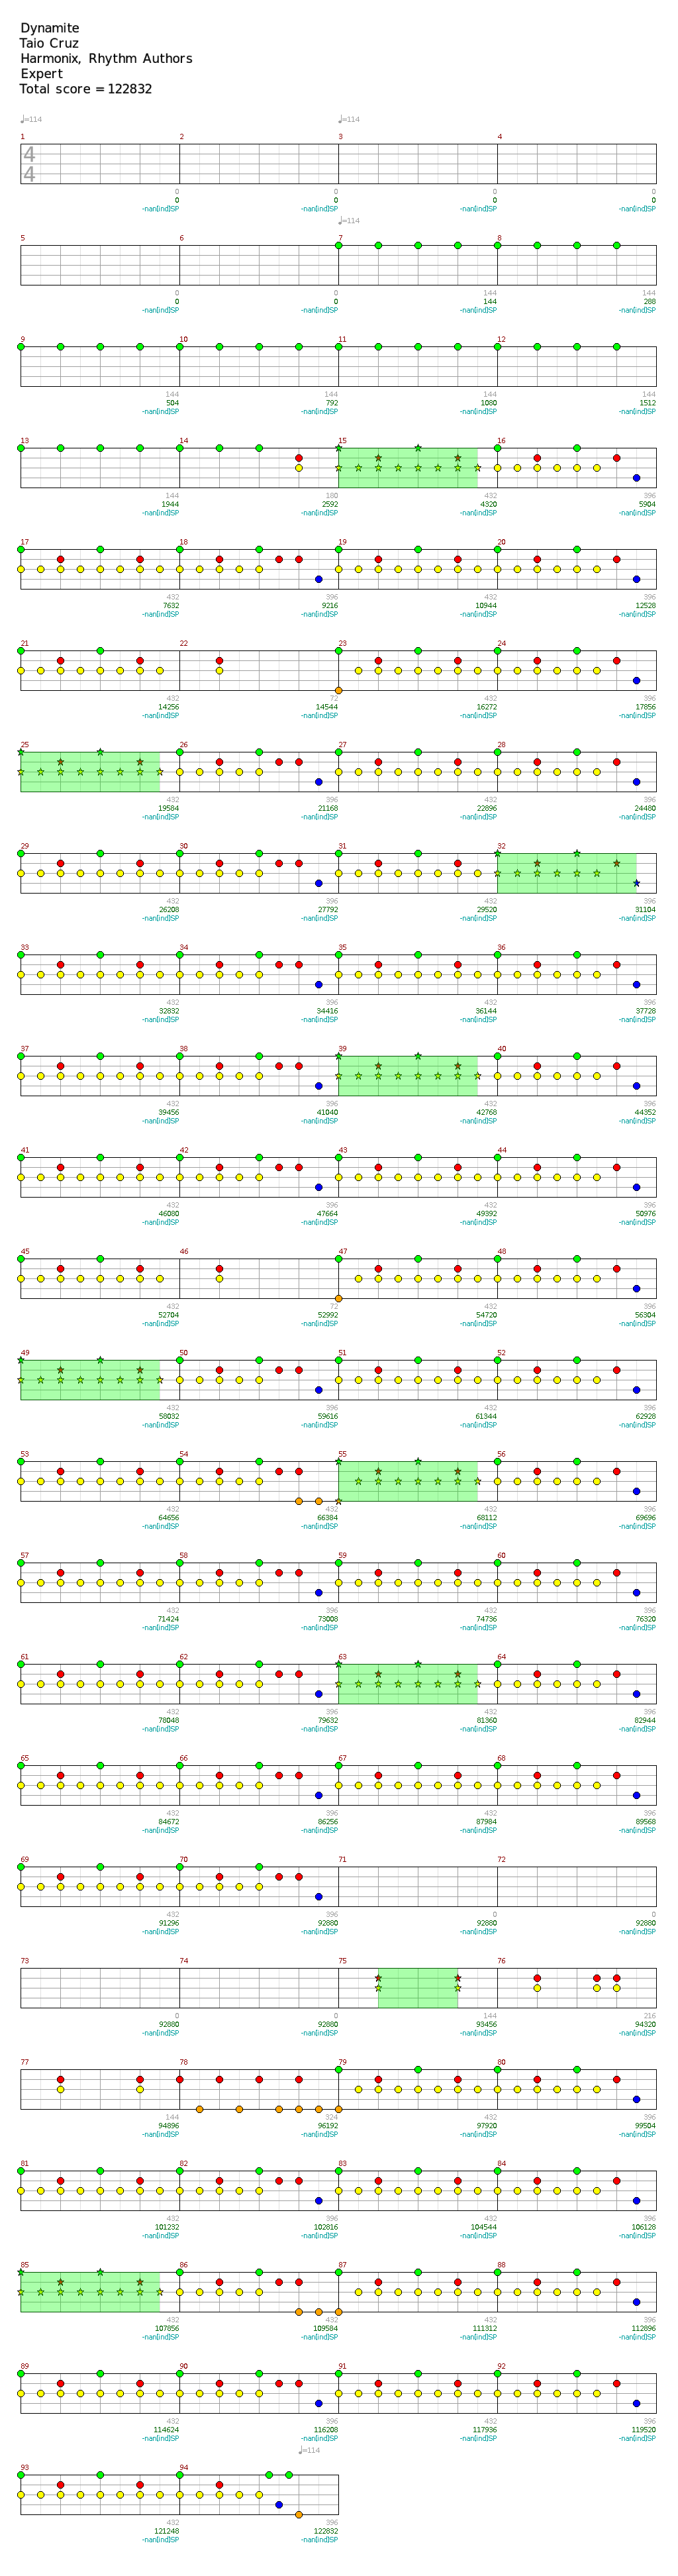 Dynamite
Taio Cruz
Harmonix, Rhythm Authors
Expert
Total score = 122832
♩=114 ♩=114
1 2 3 4
4
4
0 0 0 0
0 0 0 0
-nan(ind)SP -nan(ind)SP -nan(ind)SP -nan(ind)SP
♩=114
5 6 7 8
0 0 144 144
0 0 144 288
-nan(ind)SP -nan(ind)SP -nan(ind)SP -nan(ind)SP
9 10 11 12
144 144 144 144
504 792 1080 1512
-nan(ind)SP -nan(ind)SP -nan(ind)SP -nan(ind)SP
13 14 15 16
144 180 432 396
1944 2592 4320 5904
-nan(ind)SP -nan(ind)SP -nan(ind)SP -nan(ind)SP
17 18 19 20
432 396 432 396
7632 9216 10944 12528
-nan(ind)SP -nan(ind)SP -nan(ind)SP -nan(ind)SP
21 22 23 24
432 72 432 396
14256 14544 16272 17856
-nan(ind)SP -nan(ind)SP -nan(ind)SP -nan(ind)SP
25 26 27 28
432 396 432 396
19584 21168 22896 24480
-nan(ind)SP -nan(ind)SP -nan(ind)SP -nan(ind)SP
29 30 31 32
432 396 432 396
26208 27792 29520 31104
-nan(ind)SP -nan(ind)SP -nan(ind)SP -nan(ind)SP
33 34 35 36
432 396 432 396
32832 34416 36144 37728
-nan(ind)SP -nan(ind)SP -nan(ind)SP -nan(ind)SP
37 38 39 40
432 396 432 396
39456 41040 42768 44352
-nan(ind)SP -nan(ind)SP -nan(ind)SP -nan(ind)SP
41 42 43 44
432 396 432 396
46080 47664 49392 50976
-nan(ind)SP -nan(ind)SP -nan(ind)SP -nan(ind)SP
45 46 47 48
432 72 432 396
52704 52992 54720 56304
-nan(ind)SP -nan(ind)SP -nan(ind)SP -nan(ind)SP
49 50 51 52
432 396 432 396
58032 59616 61344 62928
-nan(ind)SP -nan(ind)SP -nan(ind)SP -nan(ind)SP
53 54 55 56
432 432 432 396
64656 66384 68112 69696
-nan(ind)SP -nan(ind)SP -nan(ind)SP -nan(ind)SP
57 58 59 60
432 396 432 396
71424 73008 74736 76320
-nan(ind)SP -nan(ind)SP -nan(ind)SP -nan(ind)SP
61 62 63 64
432 396 432 396
78048 79632 81360 82944
-nan(ind)SP -nan(ind)SP -nan(ind)SP -nan(ind)SP
65 66 67 68
432 396 432 396
84672 86256 87984 89568
-nan(ind)SP -nan(ind)SP -nan(ind)SP -nan(ind)SP
69 70 71 72
432 396 0 0
91296 92880 92880 92880
-nan(ind)SP -nan(ind)SP -nan(ind)SP -nan(ind)SP
73 74 75 76
0 0 144 216
92880 92880 93456 94320
-nan(ind)SP -nan(ind)SP -nan(ind)SP -nan(ind)SP
77 78 79 80
144 324 432 396
94896 96192 97920 99504
-nan(ind)SP -nan(ind)SP -nan(ind)SP -nan(ind)SP
81 82 83 84
432 396 432 396
101232 102816 104544 106128
-nan(ind)SP -nan(ind)SP -nan(ind)SP -nan(ind)SP
85 86 87 88
432 432 432 396
107856 109584 111312 112896
-nan(ind)SP -nan(ind)SP -nan(ind)SP -nan(ind)SP
89 90 91 92
432 396 432 396
114624 116208 117936 119520
-nan(ind)SP -nan(ind)SP -nan(ind)SP -nan(ind)SP
♩=114
93 94
432 396
121248 122832
-nan(ind)SP -nan(ind)SP